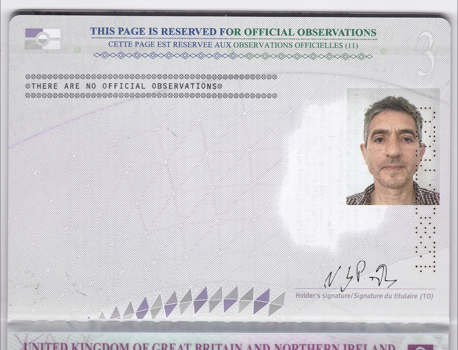 THIS PAGE IS RESERVED FOR OFFICIAL OBSERVATIONS
CETTE PAGE EST RESERVEE AUX OBSERVATIONS OFFICIELLES (11)
3
THERE ARE NO OFFICIAL OBSERVATIONS
Holder's signature/Signature du titulaire (10)
UNITED KINGDOM OF GREAT BRITAIN AND NORTHERN IRELAND